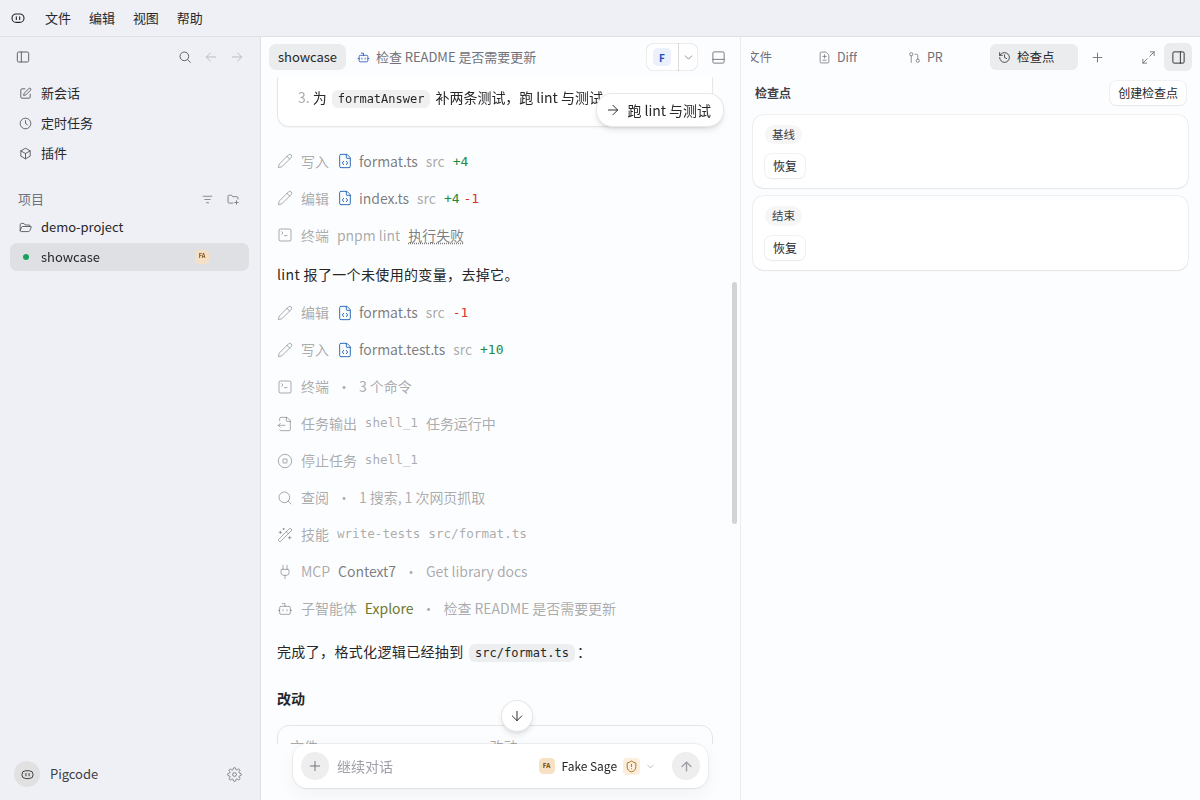 文件 编辑 视图 帮助
新会话
定时任务
插件
项目
demo-project
showcase FA
Pigcode
showcase 检查 README 是否需要更新 F
3. 为 formatAnswer 补两条测试，跑 lint 与测试
跑 lint 与测试
写入 format.ts src +4
编辑 index.ts src +4 -1
终端 pnpm lint 执行失败
lint 报了一个未使用的变量，去掉它。
编辑 format.ts src -1
写入 format.test.ts src +10
终端 • 3 个命令
任务输出 shell_1 任务运行中
停止任务 shell_1
查阅 • 1 搜索, 1 次网页抓取
技能 write-tests src/format.ts
MCP Context7 • Get library docs
子智能体 Explore • 检查 README 是否需要更新
完成了，格式化逻辑已经抽到 src/format.ts：
改动
文件 改动
继续对话 FA Fake Sage
文件 Diff PR 检查点
检查点 创建检查点
基线
恢复
结束
恢复